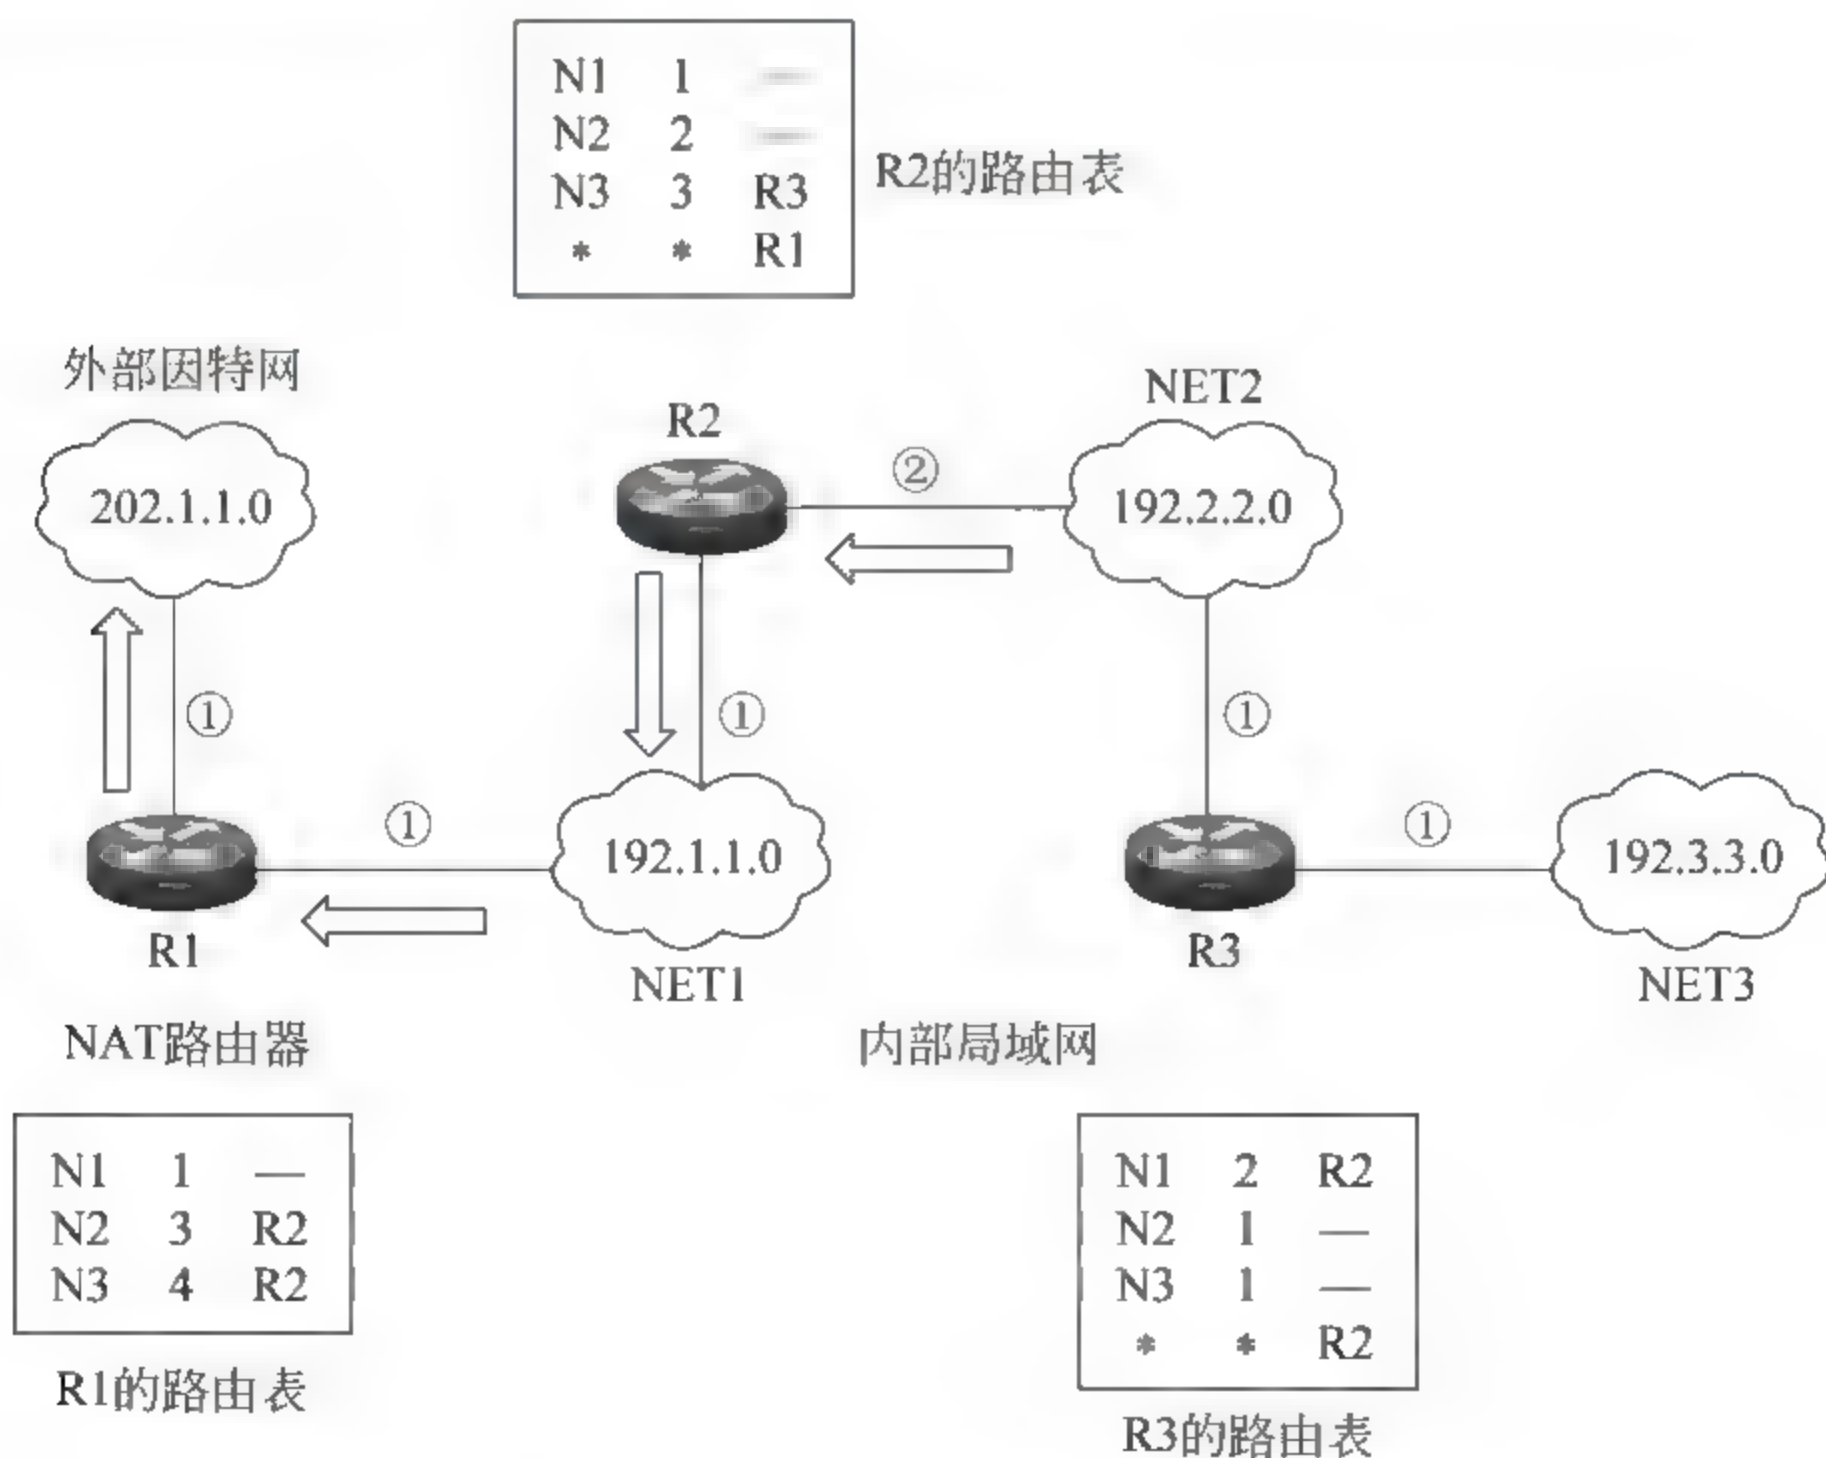 N1 1 —
N2 2 —
N3 3 R3
* * R1
R2的路由表
外部因特网
202.1.1.0
R2
②
NET2
192.2.2.0
①
①
①
R1
①
192.1.1.0
NET1
R3
①
192.3.3.0
NET3
NAT路由器
内部局域网
N1 1 —
N2 3 R2
N3 4 R2
R1的路由表
N1 2 R2
N2 1 —
N3 1 —
* * R2
R3的路由表